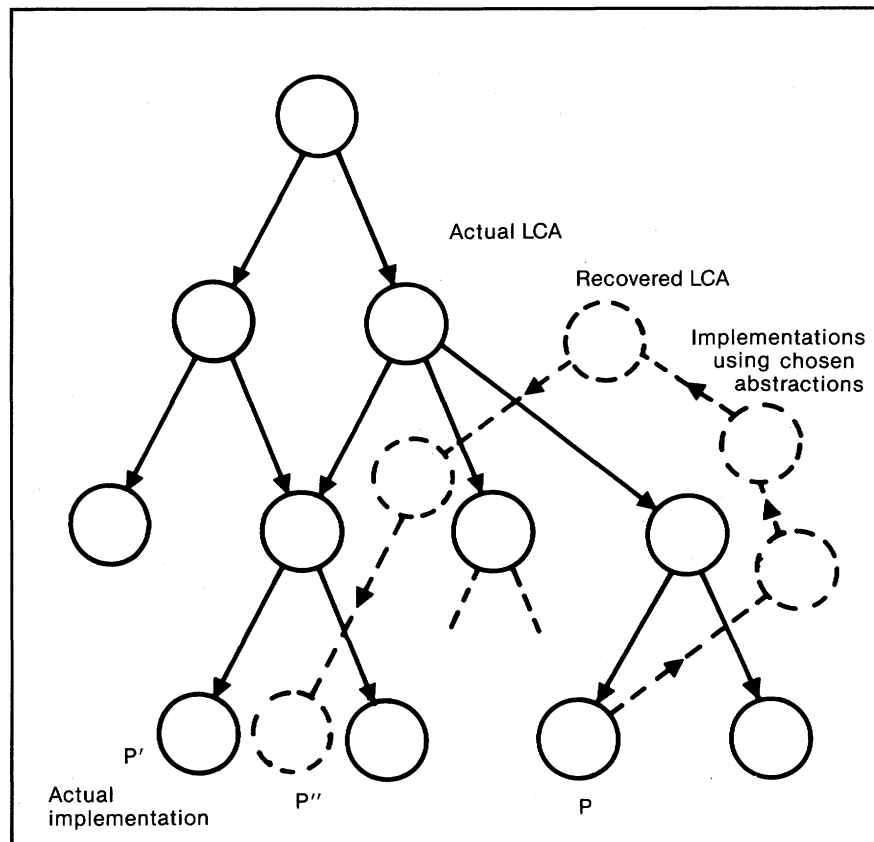 Actual LCA
Recovered LCA
Implementations
using chosen
abstractions
P′
P′′
P
Actual
implementation